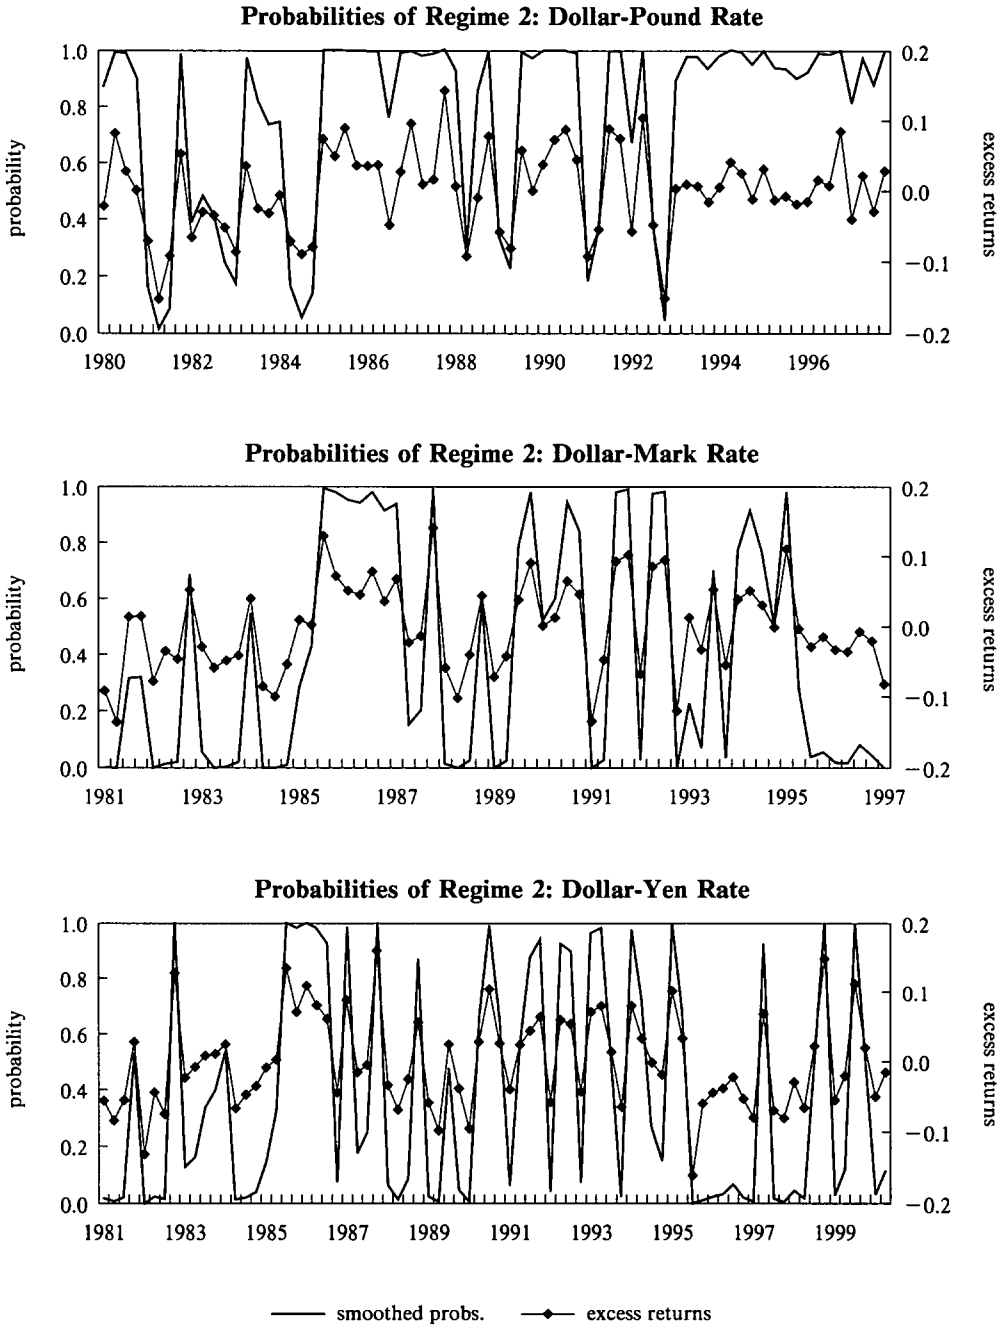 Probabilities of Regime 2: Dollar-Pound Rate
1.0
0.8
0.6
0.4
0.2
0.0
probability
0.2
0.1
0.0
−0.1
−0.2
excess returns
1980 1982 1984 1986 1988 1990 1992 1994 1996
Probabilities of Regime 2: Dollar-Mark Rate
1.0
0.8
0.6
0.4
0.2
0.0
probability
0.2
0.1
0.0
−0.1
−0.2
excess returns
1981 1983 1985 1987 1989 1991 1993 1995 1997
Probabilities of Regime 2: Dollar-Yen Rate
1.0
0.8
0.6
0.4
0.2
0.0
probability
0.2
0.1
0.0
−0.1
−0.2
excess returns
1981 1983 1985 1987 1989 1991 1993 1995 1997 1999
smoothed probs. excess returns